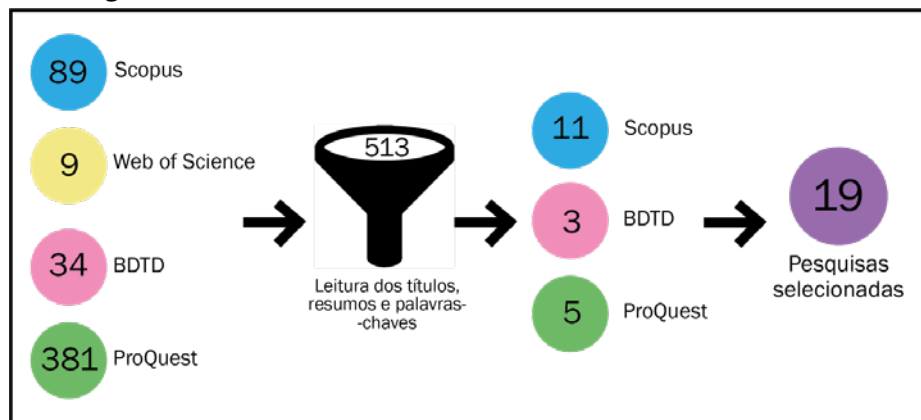 89 Scopus
9 Web of Science
34 BDTD
381 ProQuest
513
Leitura dos títulos,
resumos e palavras-
-chaves
11 Scopus
3 BDTD
5 ProQuest
19
Pesquisas
selecionadas